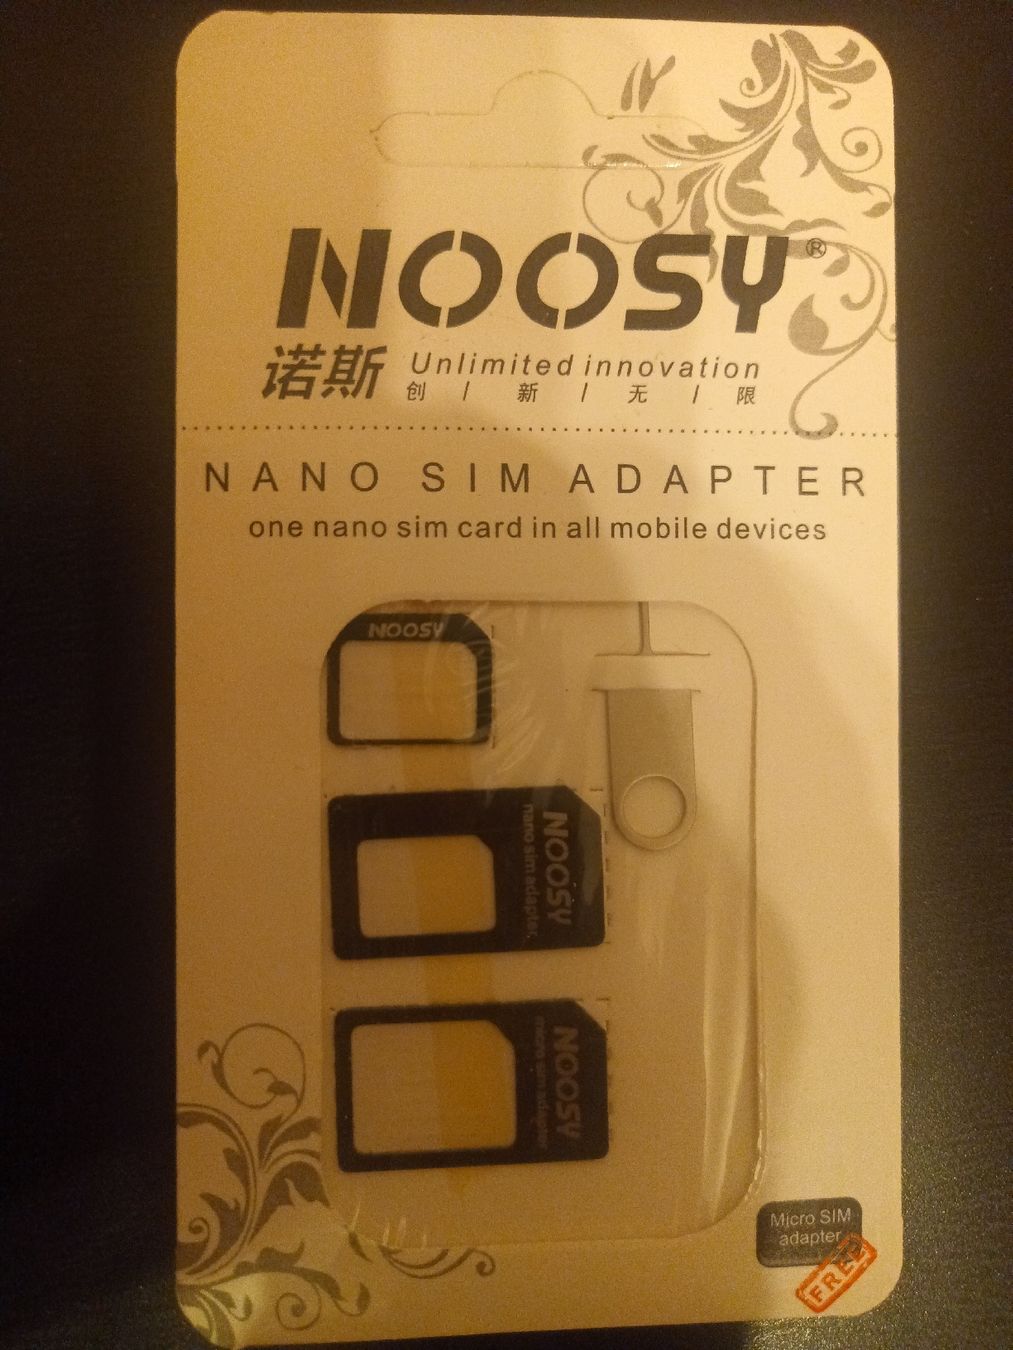 NOOSY®
诺斯 Unlimited innovation
创 / 新 / 无 / 限
NANO SIM ADAPTER
one nano sim card in all mobile devices
NOOSY
NOOSY
nano sim adapter.
NOOSY
micro sim adapter
Micro SIM
adapter
FREE